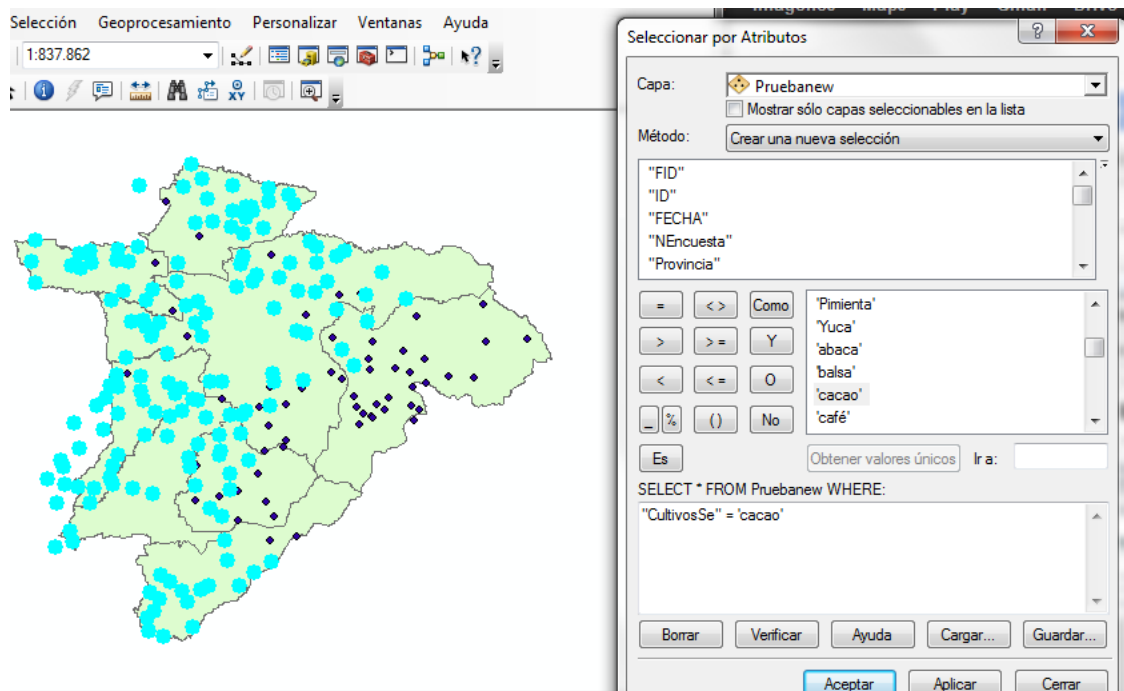 Selección Geoprocesamiento Personalizar Ventanas Ayuda
1:837.862
XY
Seleccionar por Atributos
Capa: Pruebanew
Mostrar sólo capas seleccionables en la lista
Método: Crear una nueva selección
"FID"
"ID"
"FECHA"
"NEncuesta"
"Provincia"
= < > Como
> > = Y
< < = O
_ % ( ) No
Es
'Pimienta'
'Yuca'
'abaca'
'balsa'
'cacao'
'café'
Obtener valores únicos Ir a:
SELECT * FROM Pruebanew WHERE:
"CultivosSe" = 'cacao'
Borrar Verificar Ayuda Cargar... Guardar...
Aceptar Aplicar Cerrar